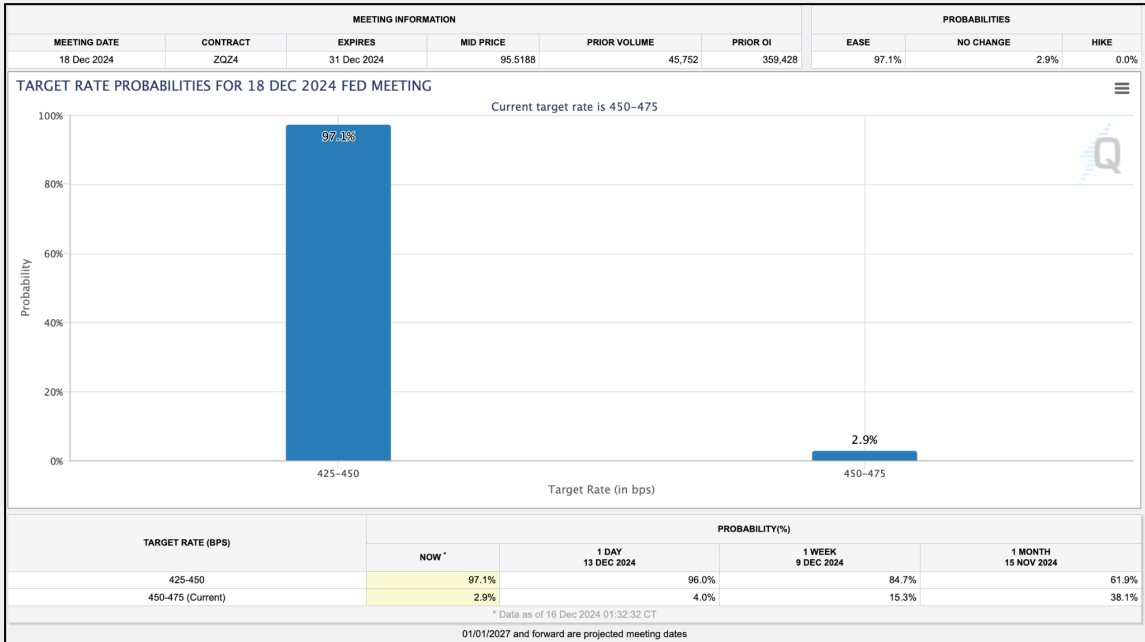 MEETING INFORMATION
PROBABILITIES
MEETING DATE CONTRACT EXPIRES MID PRICE PRIOR VOLUME PRIOR OI EASE NO CHANGE HIKE
18 Dec 2024 ZQZ4 31 Dec 2024 95.5188 45,752 359,428 97.1% 2.9% 0.0%
TARGET RATE PROBABILITIES FOR 18 DEC 2024 FED MEETING
Current target rate is 450–475
100%
97.1%
Q
80%
60%
Probability
40%
20%
2.9%
0%
425–450 450–475
Target Rate (in bps)
TARGET RATE (BPS) PROBABILITY(%)
NOW * 1 DAY 1 WEEK 1 MONTH
13 DEC 2024 9 DEC 2024 15 NOV 2024
425-450 97.1% 96.0% 84.7% 61.9%
450-475 (Current) 2.9% 4.0% 15.3% 38.1%
* Data as of 16 Dec 2024 01:32:32 CT
01/01/2027 and forward are projected meeting dates